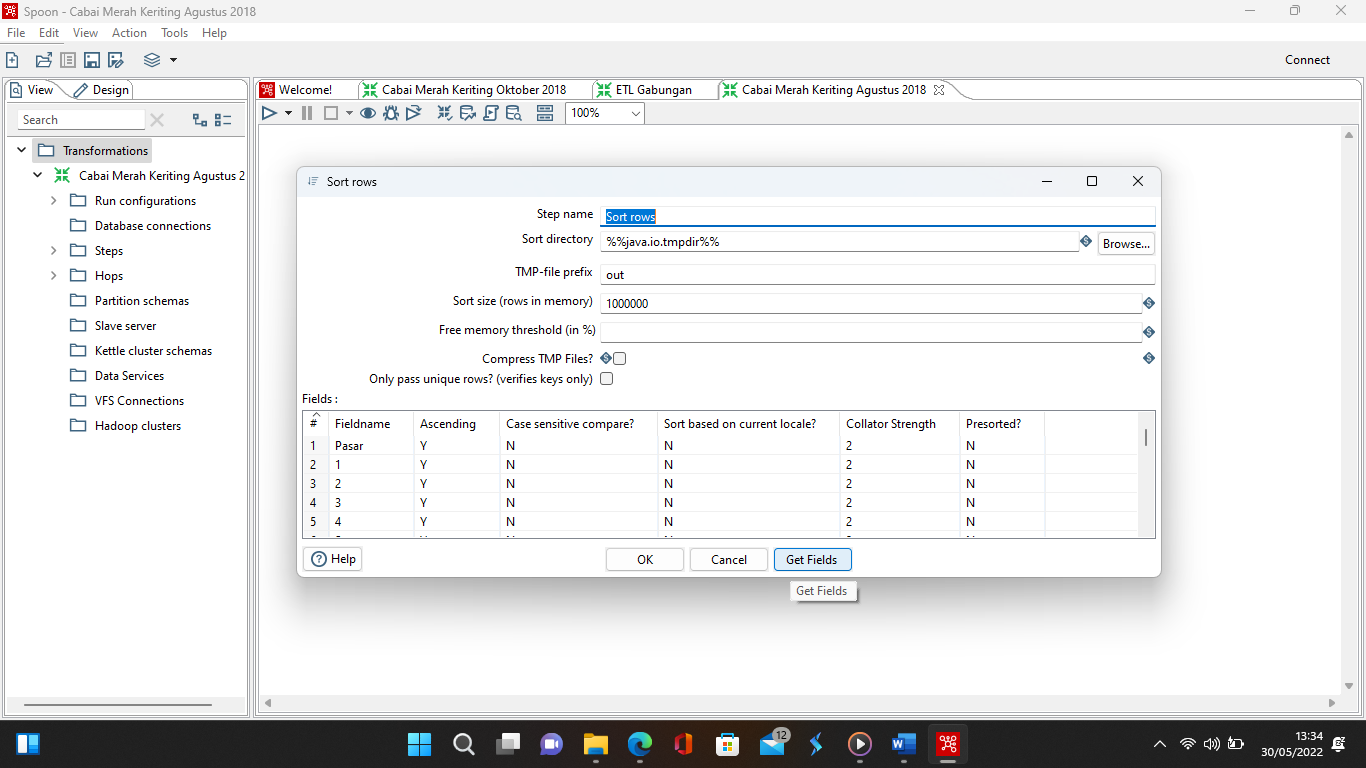 Spoon - Cabai Merah Keriting Agustus 2018
File Edit View Action Tools Help
Connect
View Design
Welcome! Cabai Merah Keriting Oktober 2018 ETL Gabungan Cabai Merah Keriting Agustus 2018
Search
100%
Transformations
Cabai Merah Keriting Agustus 2
Run configurations
Database connections
Steps
Hops
Partition schemas
Slave server
Kettle cluster schemas
Data Services
VFS Connections
Hadoop clusters
Sort rows
Step name Sort rows
Sort directory %%java.io.tmpdir%% Browse...
TMP-file prefix out
Sort size (rows in memory) 1000000
Free memory threshold (in %)
Compress TMP Files?
Only pass unique rows? (verifies keys only)
Fields :
# Fieldname Ascending Case sensitive compare? Sort based on current locale? Collator Strength Presorted?
1 Pasar Y N N 2 N
2 1 Y N N 2 N
3 2 Y N N 2 N
4 3 Y N N 2 N
5 4 Y N N 2 N
Help OK Cancel Get Fields
Get Fields
12
13:34
30/05/2022